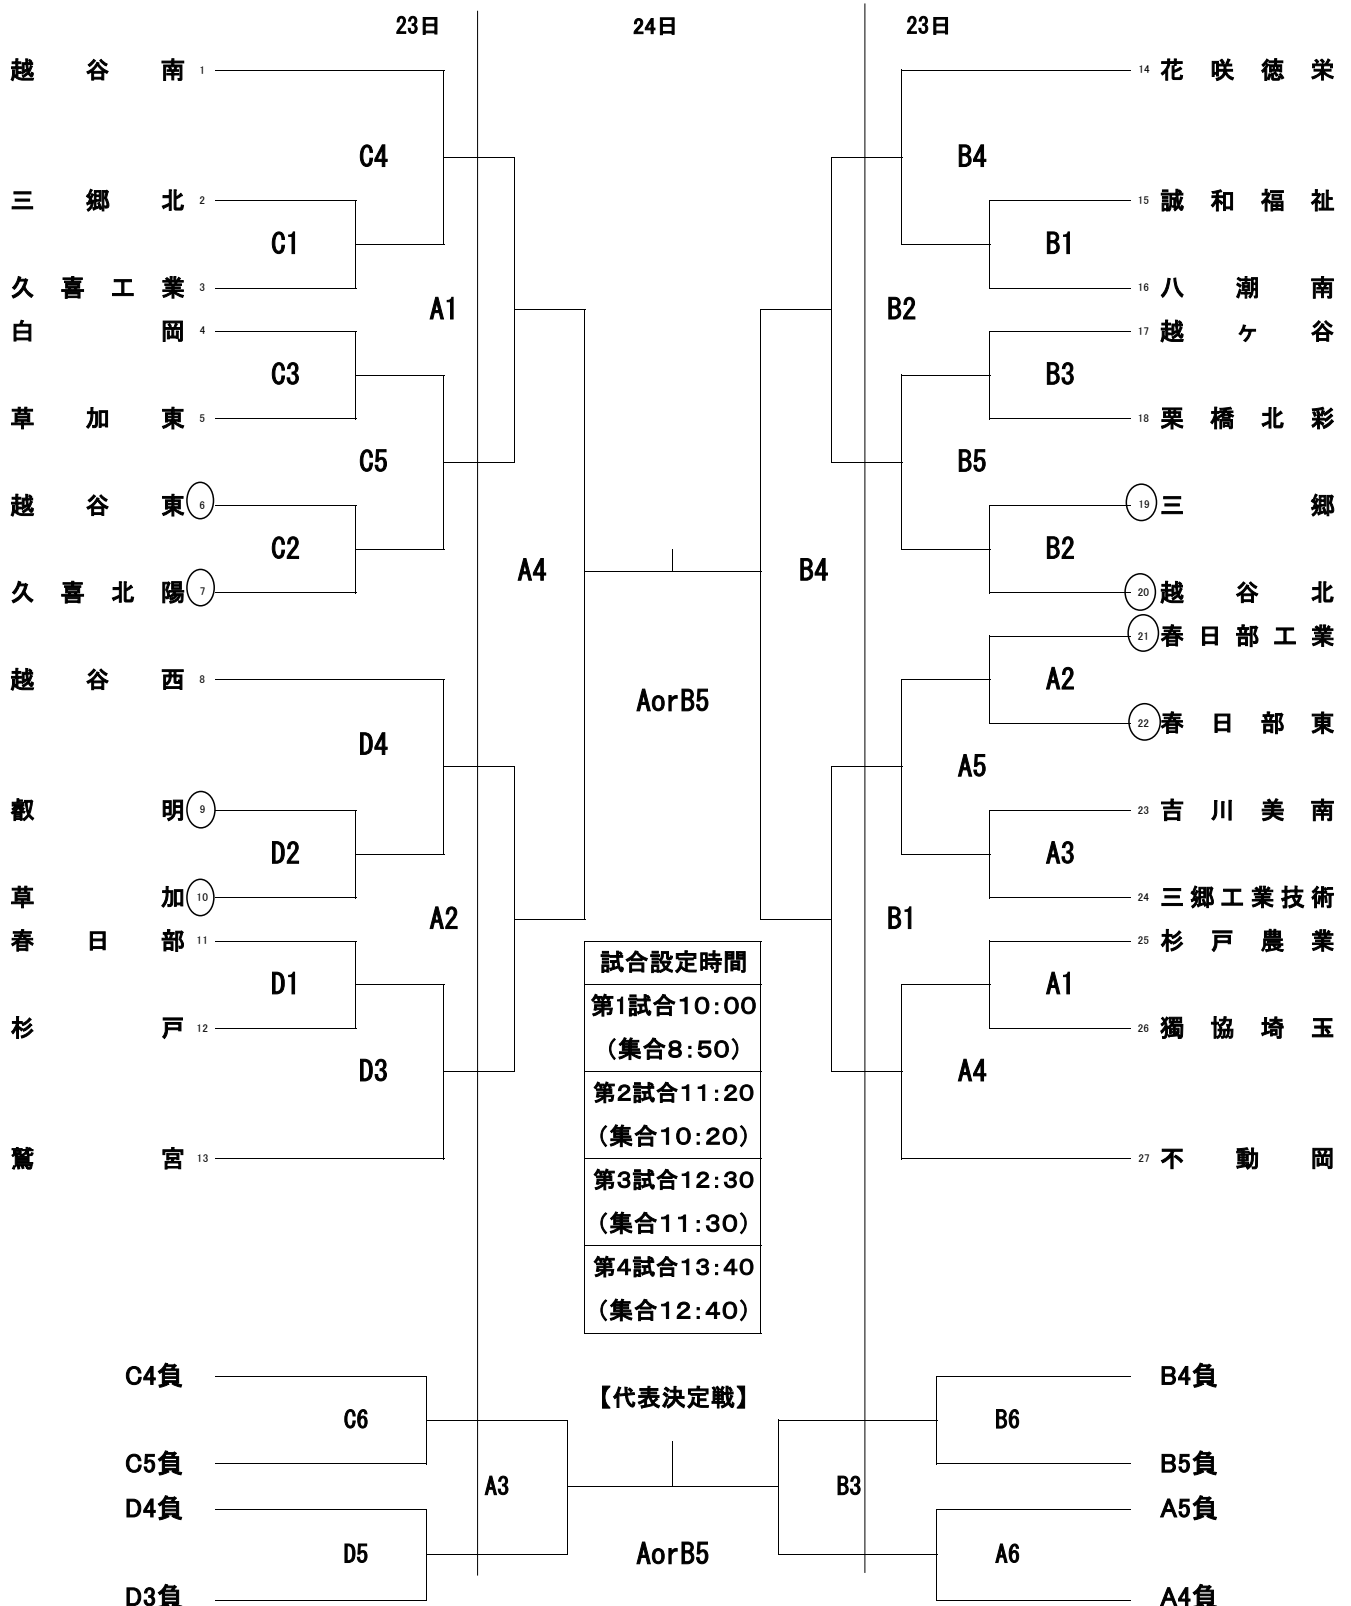 23日 24日 23日
越谷南 1 14 花咲徳栄
C4 B4
三郷北 2 15 誠和福祉
C1 B1
久喜工業 3 16 八潮南
A1 B2
白岡 4 17 越ヶ谷
C3 B3
草加東 5 18 栗橋北彩
C5 B5
越谷東 6 19 三郷
C2 B2
A4 B4
久喜北陽 7 20 越谷北
21 春日部工業
越谷西 8 A2
AorB5
22 春日部東
D4 A5
叡明 9 23 吉川美南
D2 A3
草加 10 24 三郷工業技術
A2 B1
春日部 11 25 杉戸農業
試合設定時間
D1 A1
第1試合10:00
杉戸 12 26 獨協埼玉
(集合8:50)
D3 A4
第2試合11:20
(集合10:20)
鷲宮 13 27 不動岡
第3試合12:30
(集合11:30)
第4試合13:40
(集合12:40)
C4負 B4負
【代表決定戦】
C6 B6
C5負 B5負
A3 B3
D4負 A5負
D5 AorB5 A6
D3負 A4負